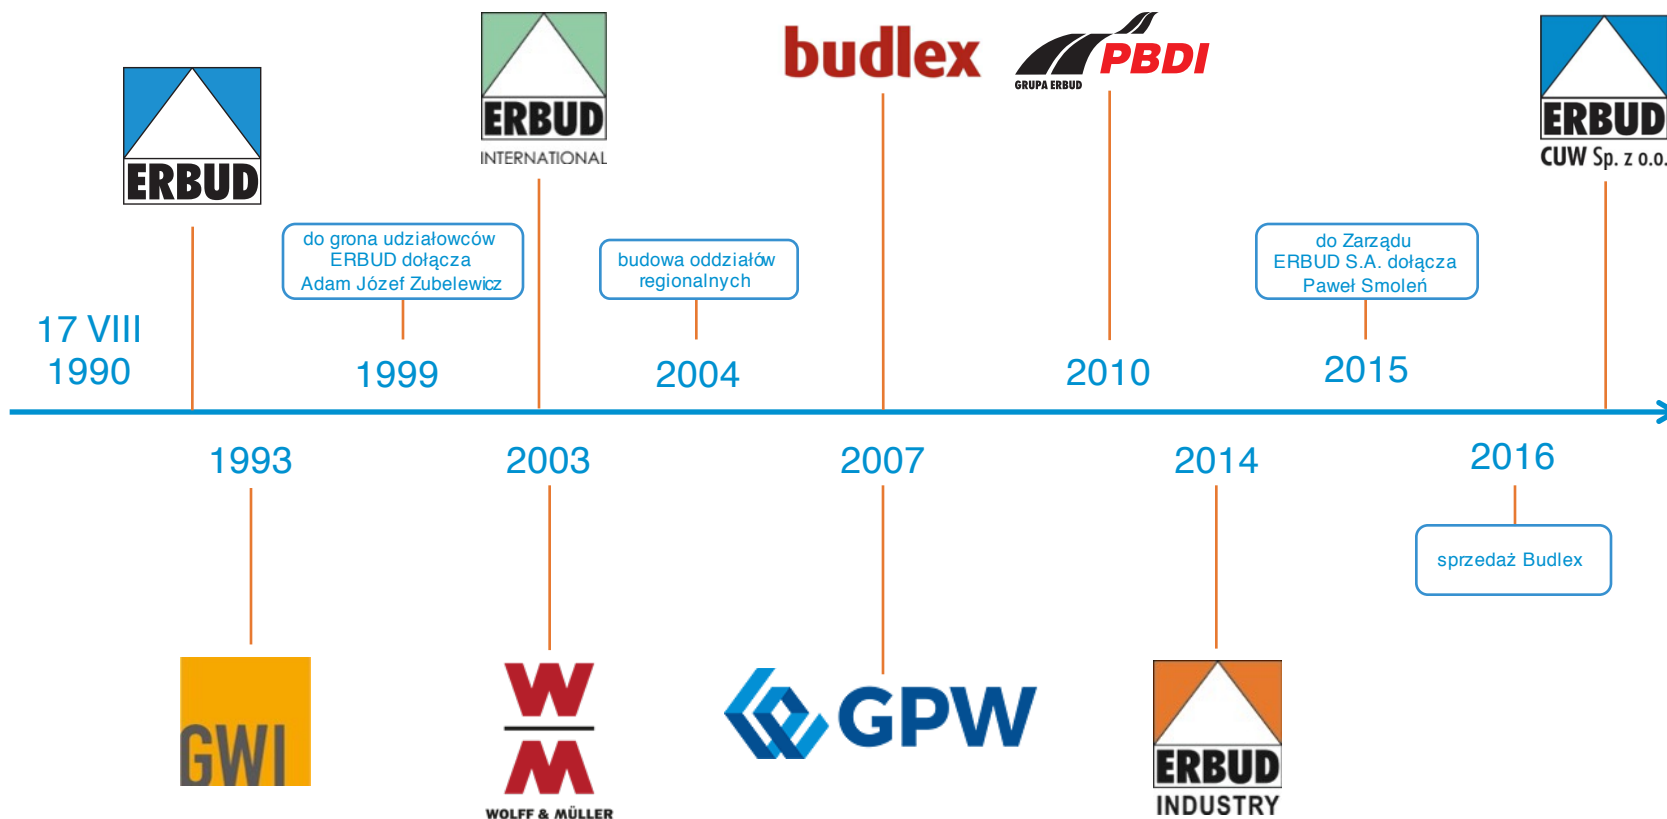 ERBUD
ERBUD
INTERNATIONAL
budlex
PBDI
GRUPA ERBUD
ERBUD
CUW Sp. z o.o.
do grona udziałowców
ERBUD dołącza
Adam Józef Zubelewicz
budowa oddziałów
regionalnych
do Zarządu
ERBUD S.A. dołącza
Paweł Smoleń
17 VIII
1990
1999
2004
2010
2015
1993
2003
2007
2014
2016
sprzedaż Budlex
GWI
W
M
WOLFF & MÜLLER
GPW
ERBUD
INDUSTRY